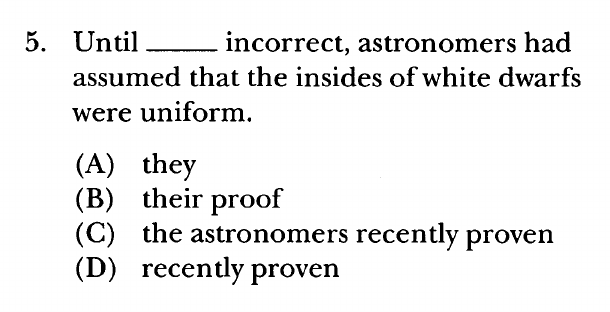 5. Until _____ incorrect, astronomers had
assumed that the insides of white dwarfs
were uniform.
(A) they
(B) their proof
(C) the astronomers recently proven
(D) recently proven